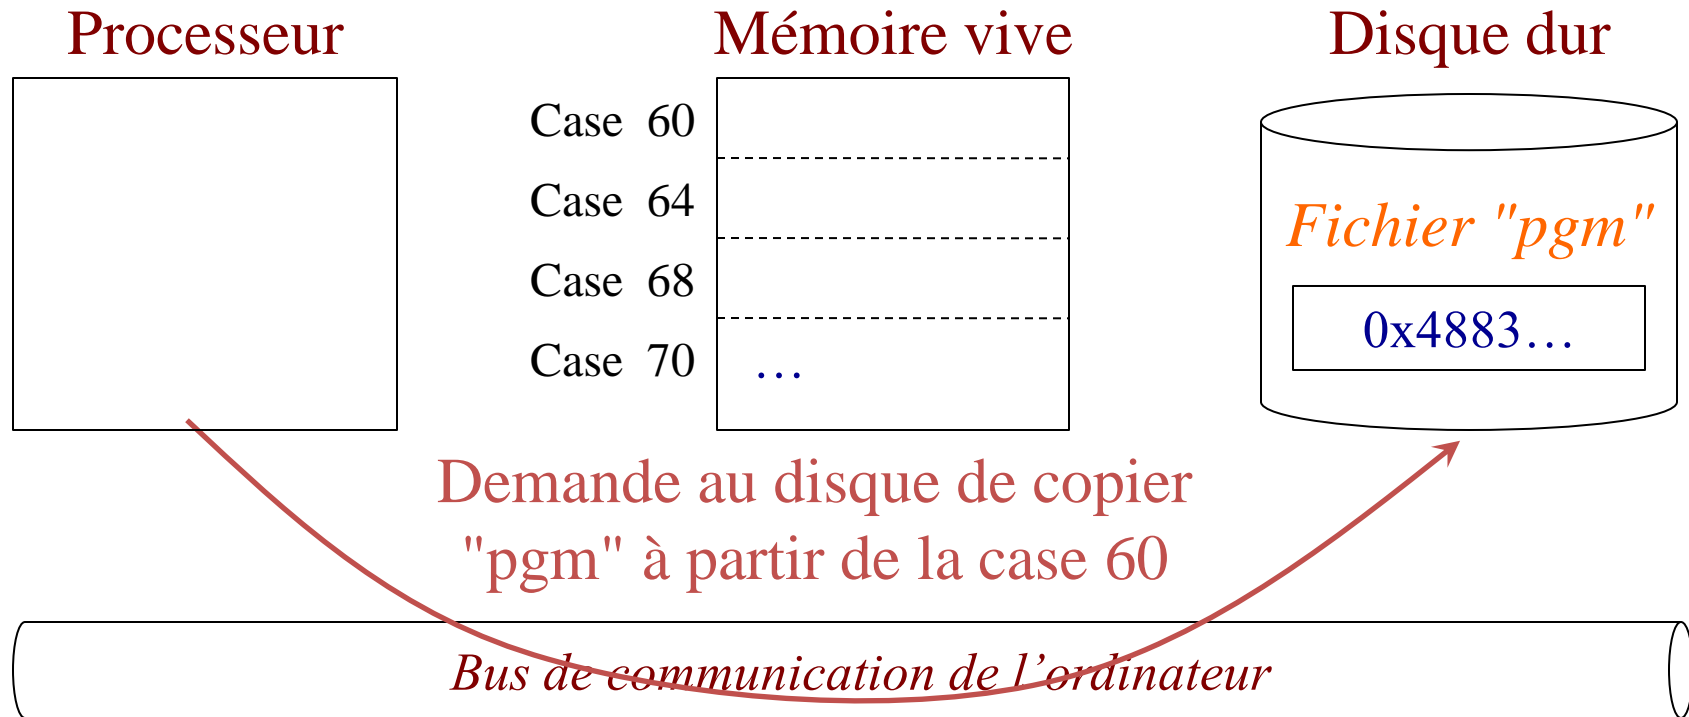 Processeur
Mémoire vive
Disque dur
Case 60
Case 64
Case 68
Case 70
…
Fichier "pgm"
0x4883…
Demande au disque de copier
"pgm" à partir de la case 60
Bus de communication de l’ordinateur